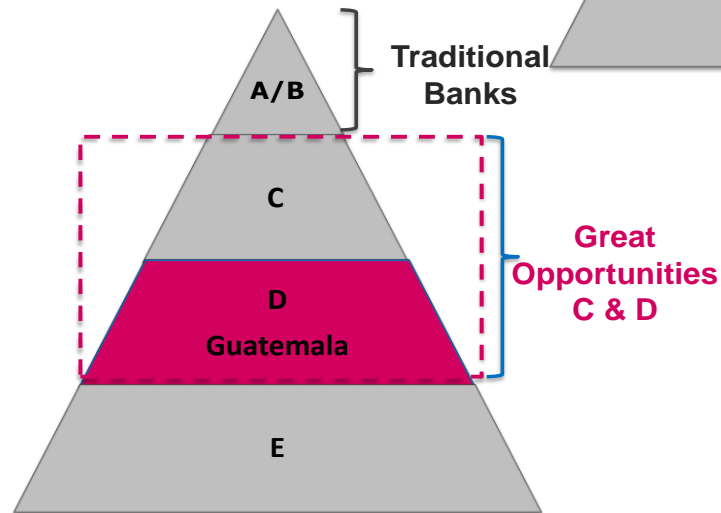 A/B
Traditional
Banks
C
Great
Opportunities
C & D
D
Guatemala
E